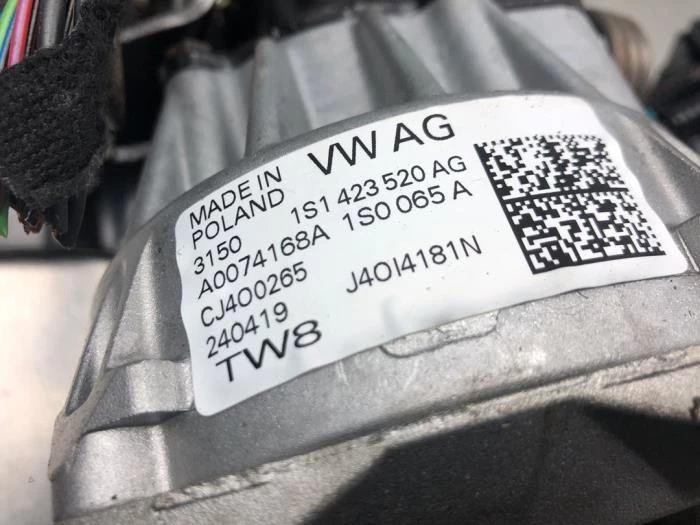 MADE IN POLAND VW AG
3150 1S1 423 520 AG
A0074168A 1S0 065 A
CJ400265 J40I4181N
240419
TW8